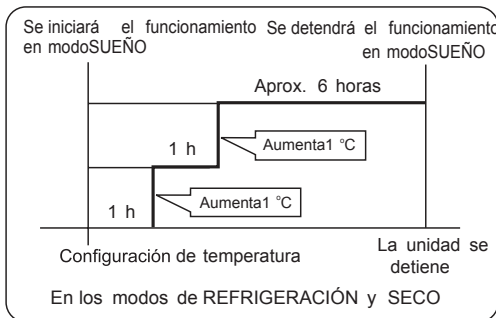 Se iniciará el funcionamiento
en modoSUEÑO
Se detendrá el funcionamiento
en modoSUEÑO
Aprox. 6 horas
1 h
Aumenta1 °C
1 h
Aumenta1 °C
Configuración de temperatura
La unidad se
detiene
En los modos de REFRIGERACIÓN y SECO